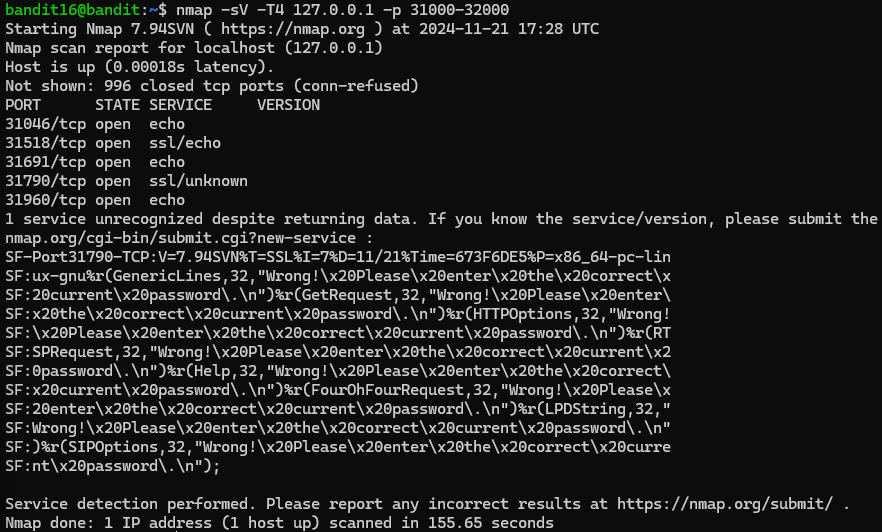 bandit16@bandit:~$ nmap -sV -T4 127.0.0.1 -p 31000-32000
Starting Nmap 7.94SVN ( https://nmap.org ) at 2024-11-21 17:28 UTC
Nmap scan report for localhost (127.0.0.1)
Host is up (0.00018s latency).
Not shown: 996 closed tcp ports (conn-refused)
PORT      STATE SERVICE     VERSION
31046/tcp open  echo
31518/tcp open  ssl/echo
31691/tcp open  echo
31790/tcp open  ssl/unknown
31960/tcp open  echo
1 service unrecognized despite returning data. If you know the service/version, please submit the
nmap.org/cgi-bin/submit.cgi?new-service :
SF-Port31790-TCP:V=7.94SVN%T=SSL%I=7%D=11/21%Time=673F6DE5%P=x86_64-pc-lin
SF:ux-gnu%r(GenericLines,32,"Wrong!\x20Please\x20enter\x20the\x20correct\x
SF:20current\x20password\.\n")%r(GetRequest,32,"Wrong!\x20Please\x20enter\
SF:x20the\x20correct\x20current\x20password\.\n")%r(HTTPOptions,32,"Wrong!
SF:\x20Please\x20enter\x20the\x20correct\x20current\x20password\.\n")%r(RT
SF:SPRequest,32,"Wrong!\x20Please\x20enter\x20the\x20correct\x20current\x2
SF:0password\.\n")%r(Help,32,"Wrong!\x20Please\x20enter\x20the\x20correct\
SF:x20current\x20password\.\n")%r(FourOhFourRequest,32,"Wrong!\x20Please\x
SF:20enter\x20the\x20correct\x20current\x20password\.\n")%r(LPDString,32,"
SF:Wrong!\x20Please\x20enter\x20the\x20correct\x20current\x20password\.\n"
SF:)%r(SIPOptions,32,"Wrong!\x20Please\x20enter\x20the\x20correct\x20curre
SF:nt\x20password\.\n");
Service detection performed. Please report any incorrect results at https://nmap.org/submit/ .
Nmap done: 1 IP address (1 host up) scanned in 155.65 seconds